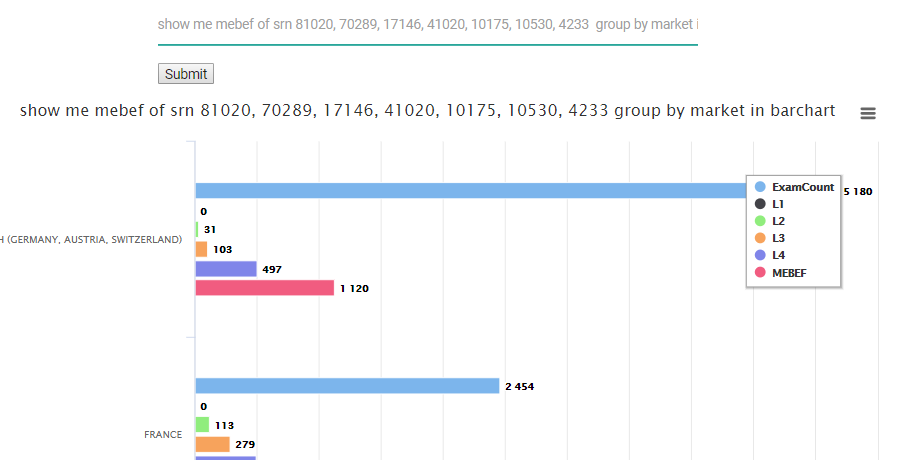 show me mebef of srn 81020, 70289, 17146, 41020, 10175, 10530, 4233 group by market i
Submit
show me mebef of srn 81020, 70289, 17146, 41020, 10175, 10530, 4233 group by market in barchart
ExamCount
L1
L2
L3
L4
MEBEF
H (GERMANY, AUSTRIA, SWITZERLAND)
5 180
0
31
103
497
1 120
FRANCE
2 454
0
113
279